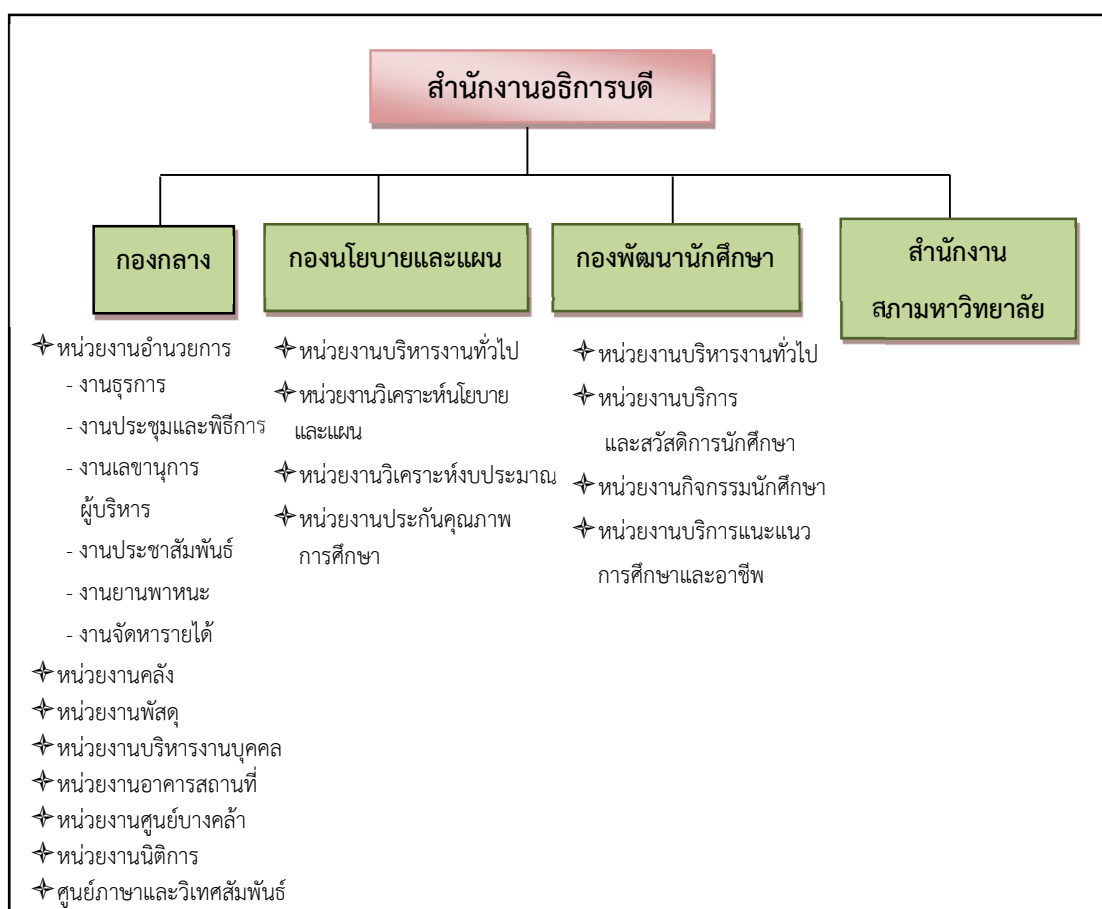 สำนักงานอธิการบดี
กองกลาง
หน่วยงานอำนวยการ
- งานธุรการ
- งานประชุมและพิธีการ
- งานเลขานุการ
ผู้บริหาร
- งานประชาสัมพันธ์
- งานยานพาหนะ
- งานจัดหารายได้
หน่วยงานคลัง
หน่วยงานพัสดุ
หน่วยงานบริหารงานบุคคล
หน่วยงานอาคารสถานที่
หน่วยงานศูนย์บางคล้า
หน่วยงานนิติการ
ศูนย์ภาษาและวิเทศสัมพันธ์
กองนโยบายและแผน
หน่วยงานบริหารงานทั่วไป
หน่วยงานวิเคราะห์นโยบาย
และแผน
หน่วยงานวิเคราะห์งบประมาณ
หน่วยงานประกันคุณภาพ
การศึกษา
กองพัฒนานักศึกษา
หน่วยงานบริหารงานทั่วไป
หน่วยงานบริการ
และสวัสดิการนักศึกษา
หน่วยงานกิจกรรมนักศึกษา
หน่วยงานบริการแนะแนว
การศึกษาและอาชีพ
สำนักงาน
สภามหาวิทยาลัย